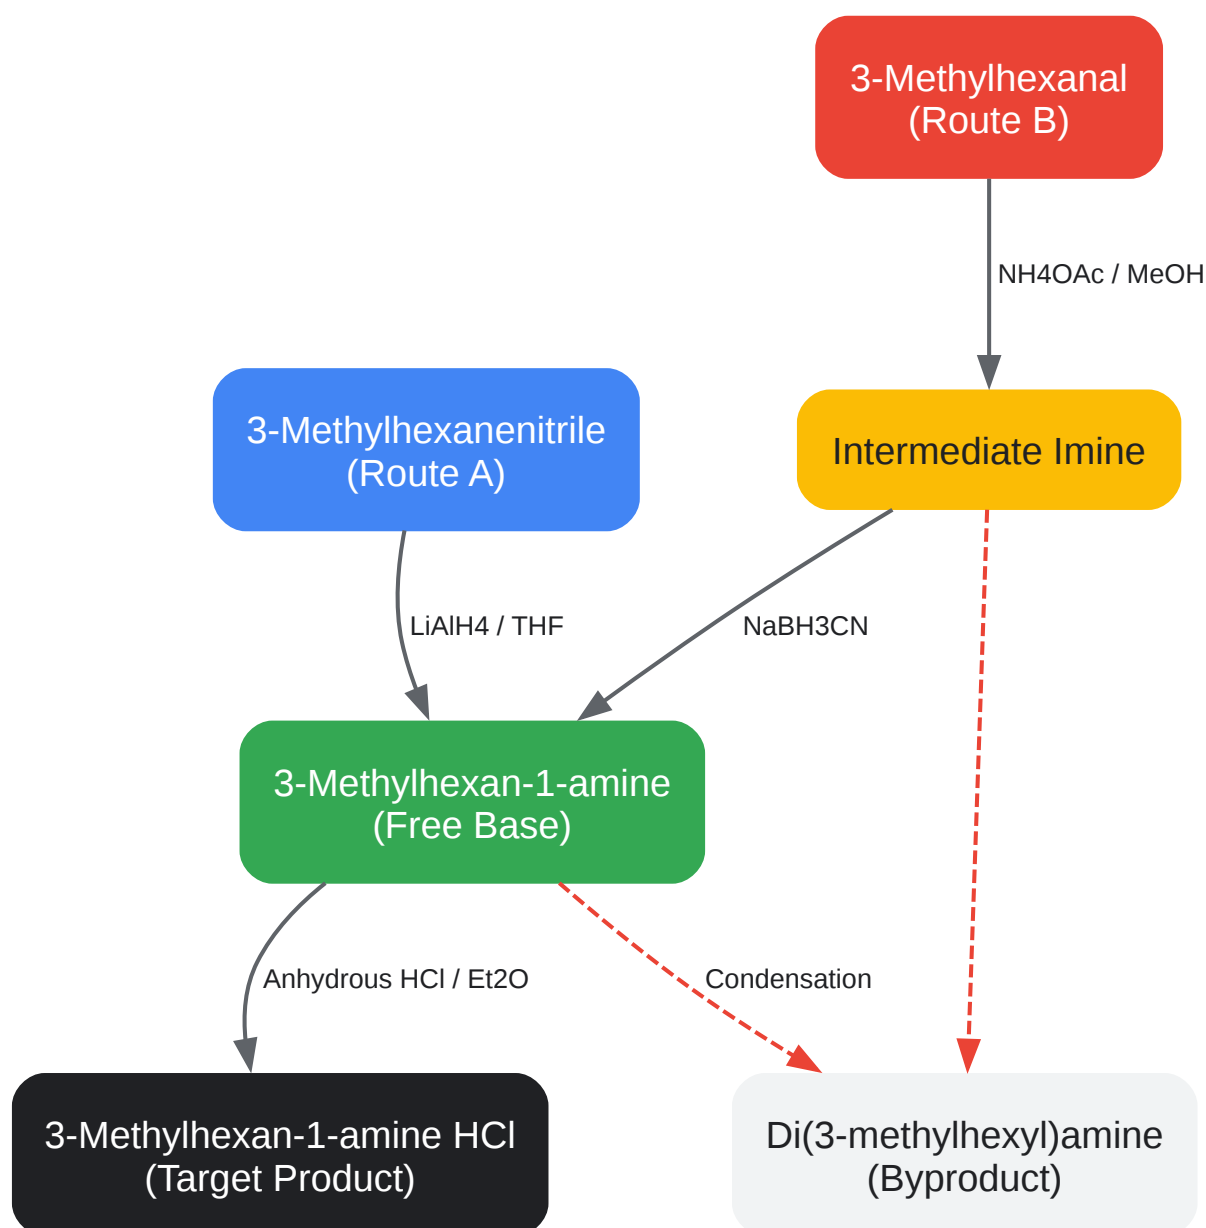 3-Methylhexanal
(Route B)
NH4OAc / MeOH
3-Methylhexanenitrile
(Route A)
Intermediate Imine
LiAlH4 / THF
NaBH3CN
3-Methylhexan-1-amine
(Free Base)
Anhydrous HCl / Et2O
Condensation
3-Methylhexan-1-amine HCl
(Target Product)
Di(3-methylhexyl)amine
(Byproduct)